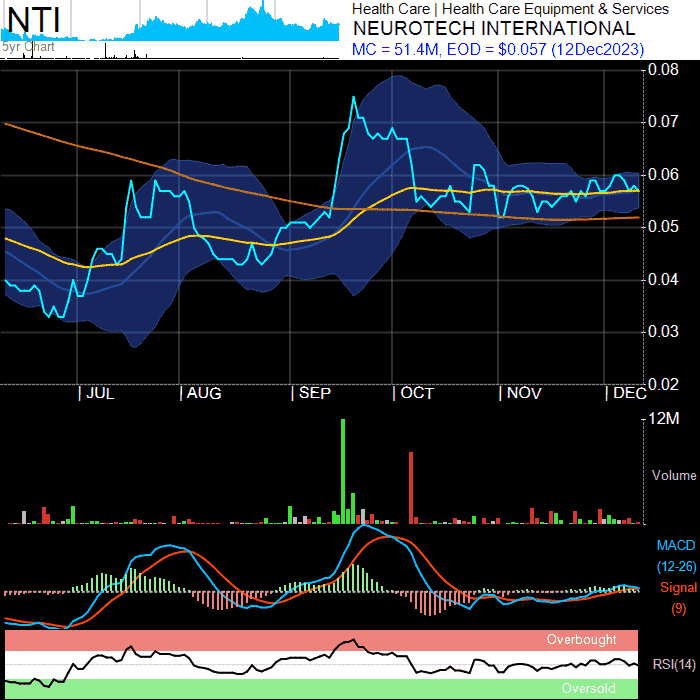 NTI
5yr Chart
Health Care | Health Care Equipment & Services
NEUROTECH INTERNATIONAL
MC = 51.4M, EOD = $0.057 (12Dec2023)
0.08
0.07
0.06
0.05
0.04
0.03
0.02
| JUL | AUG | SEP | OCT | NOV | DEC
12M
Volume
MACD
(12-26)
Signal
(9)
Overbought
RSI(14)
Oversold